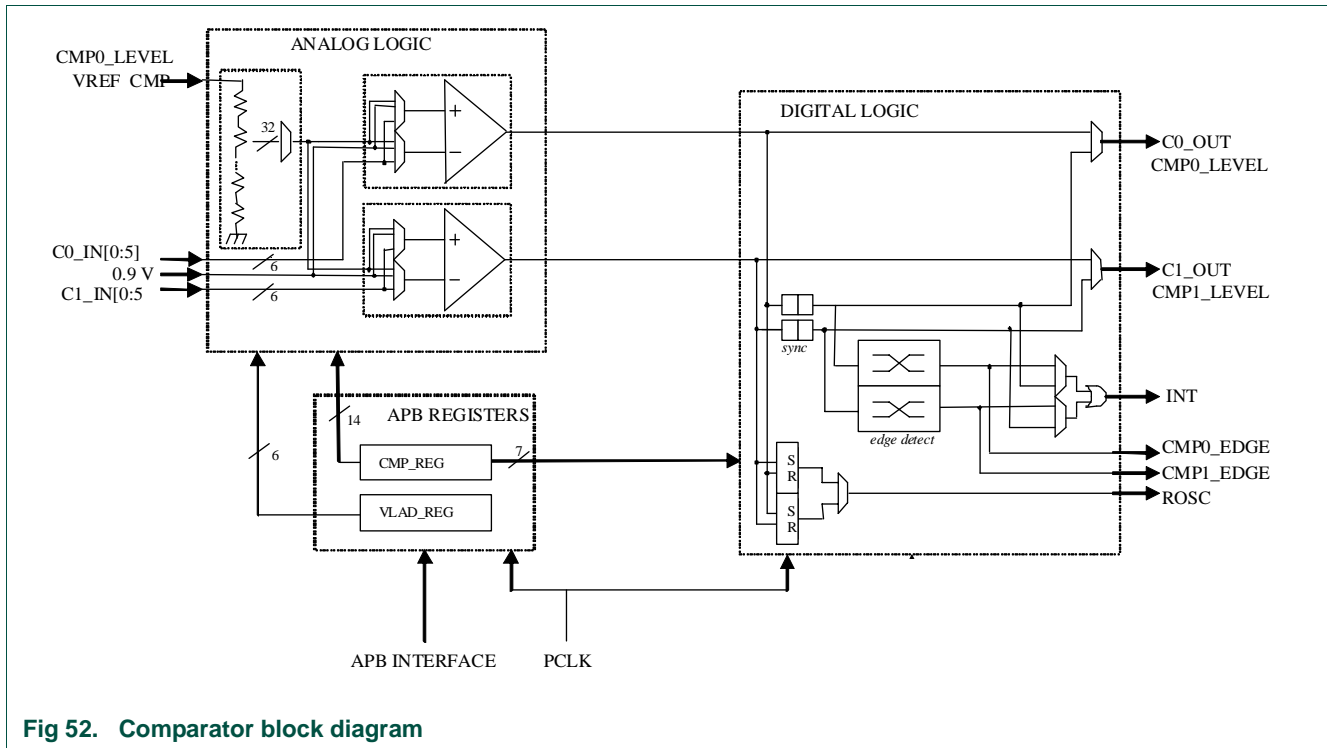 ANALOG LOGIC
CMP0_LEVEL
VREF CMP
32
+
−
+
−
C0_IN[0:5]
6
0.9 V
C1_IN[0:5
6
DIGITAL LOGIC
C0_OUT
CMP0_LEVEL
C1_OUT
CMP1_LEVEL
sync
edge detect
INT
CMP0_EDGE
CMP1_EDGE
ROSC
S
R
S
R
14
APB REGISTERS
6
CMP_REG
7
VLAD_REG
APB INTERFACE
PCLK
Fig 52. Comparator block diagram